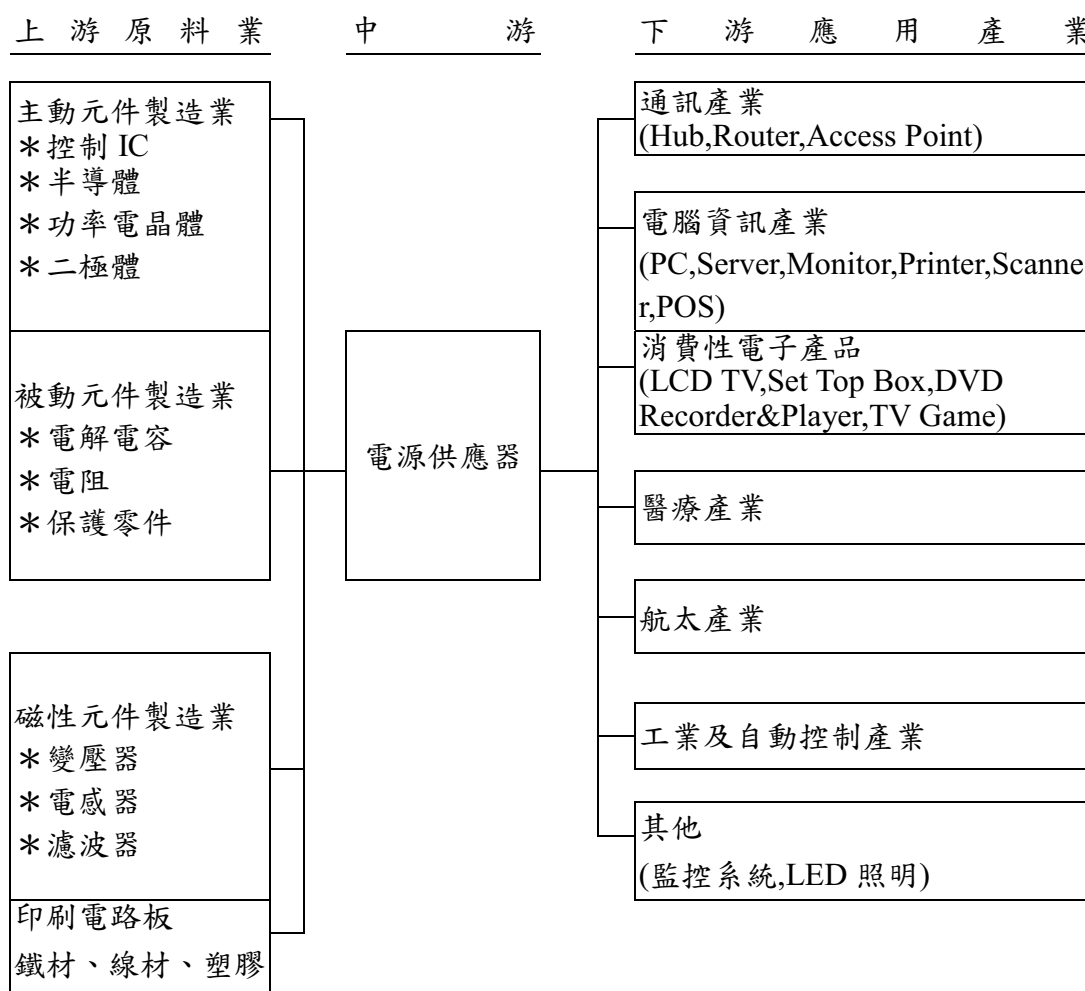 上游原料業
中游
下游應用產業
主動元件製造業
＊控制 IC
＊半導體
＊功率電晶體
＊二極體
被動元件製造業
＊電解電容
＊電阻
＊保護零件
磁性元件製造業
＊變壓器
＊電感器
＊濾波器
印刷電路板
鐵材、線材、塑膠
電源供應器
通訊產業
(Hub,Router,Access Point)
電腦資訊產業
(PC,Server,Monitor,Printer,Scanne
r,POS)
消費性電子產品
(LCD TV,Set Top Box,DVD
Recorder&Player,TV Game)
醫療產業
航太產業
工業及自動控制產業
其他
(監控系統,LED 照明)